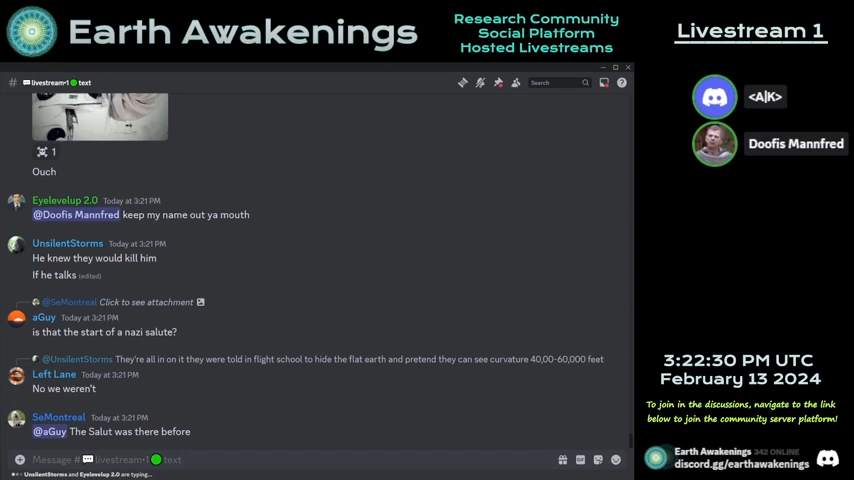 Earth Awakenings
Research Community
Social Platform
Hosted Livestreams
Livestream 1
# livestream•1 text
Search
<A|K>
Doofis Mannfred
1
Ouch
Eyelevelup 2.0 Today at 3:21 PM
@Doofis Mannfred keep my name out ya mouth
UnsilentStorms Today at 3:21 PM
He knew they would kill him
If he talks (edited)
@SeMontreal Click to see attachment
aGuy Today at 3:21 PM
is that the start of a nazi salute?
@UnsilentStorms They're all in on it they were told in flight school to hide the flat earth and pretend they can see curvature 40,00-60,000 feet
Left Lane Today at 3:21 PM
No we weren't
SeMontreal Today at 3:21 PM
@aGuy The Salut was there before
Message # livestream•1 text
UnsilentStorms and Eyelevelup 2.0 are typing...
3:22:30 PM UTC
February 13 2024
To join in the discussions, navigate to the link
below to join the community server platform!
Earth Awakenings 342 ONLINE
discord.gg/earthawakenings